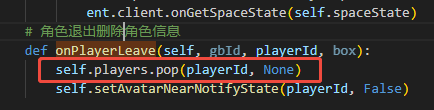 ent.client.onGetSpaceState(self.spaceState)
# 角色退出删除角色信息
def onPlayerLeave(self, gbId, playerId, box):
self.players.pop(playerId, None)
self.setAvatarNearNotifyState(playerId, False)